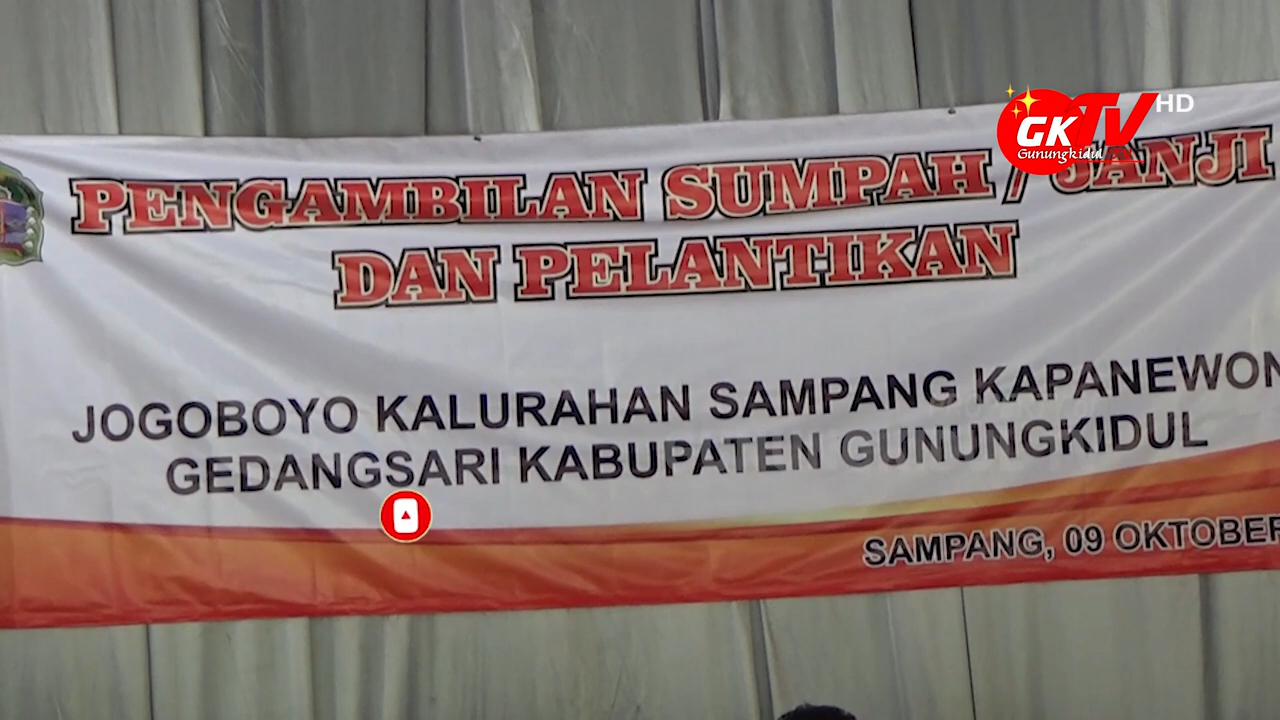 GKTV HD
Gunungkidul
PENGAMBILAN SUMPAH / JANJI
DAN PELANTIKAN
JOGOBOYO KALURAHAN SAMPANG KAPANEWON
GEDANGSARI KABUPATEN GUNUNGKIDUL
SAMPANG, 09 OKTOBER